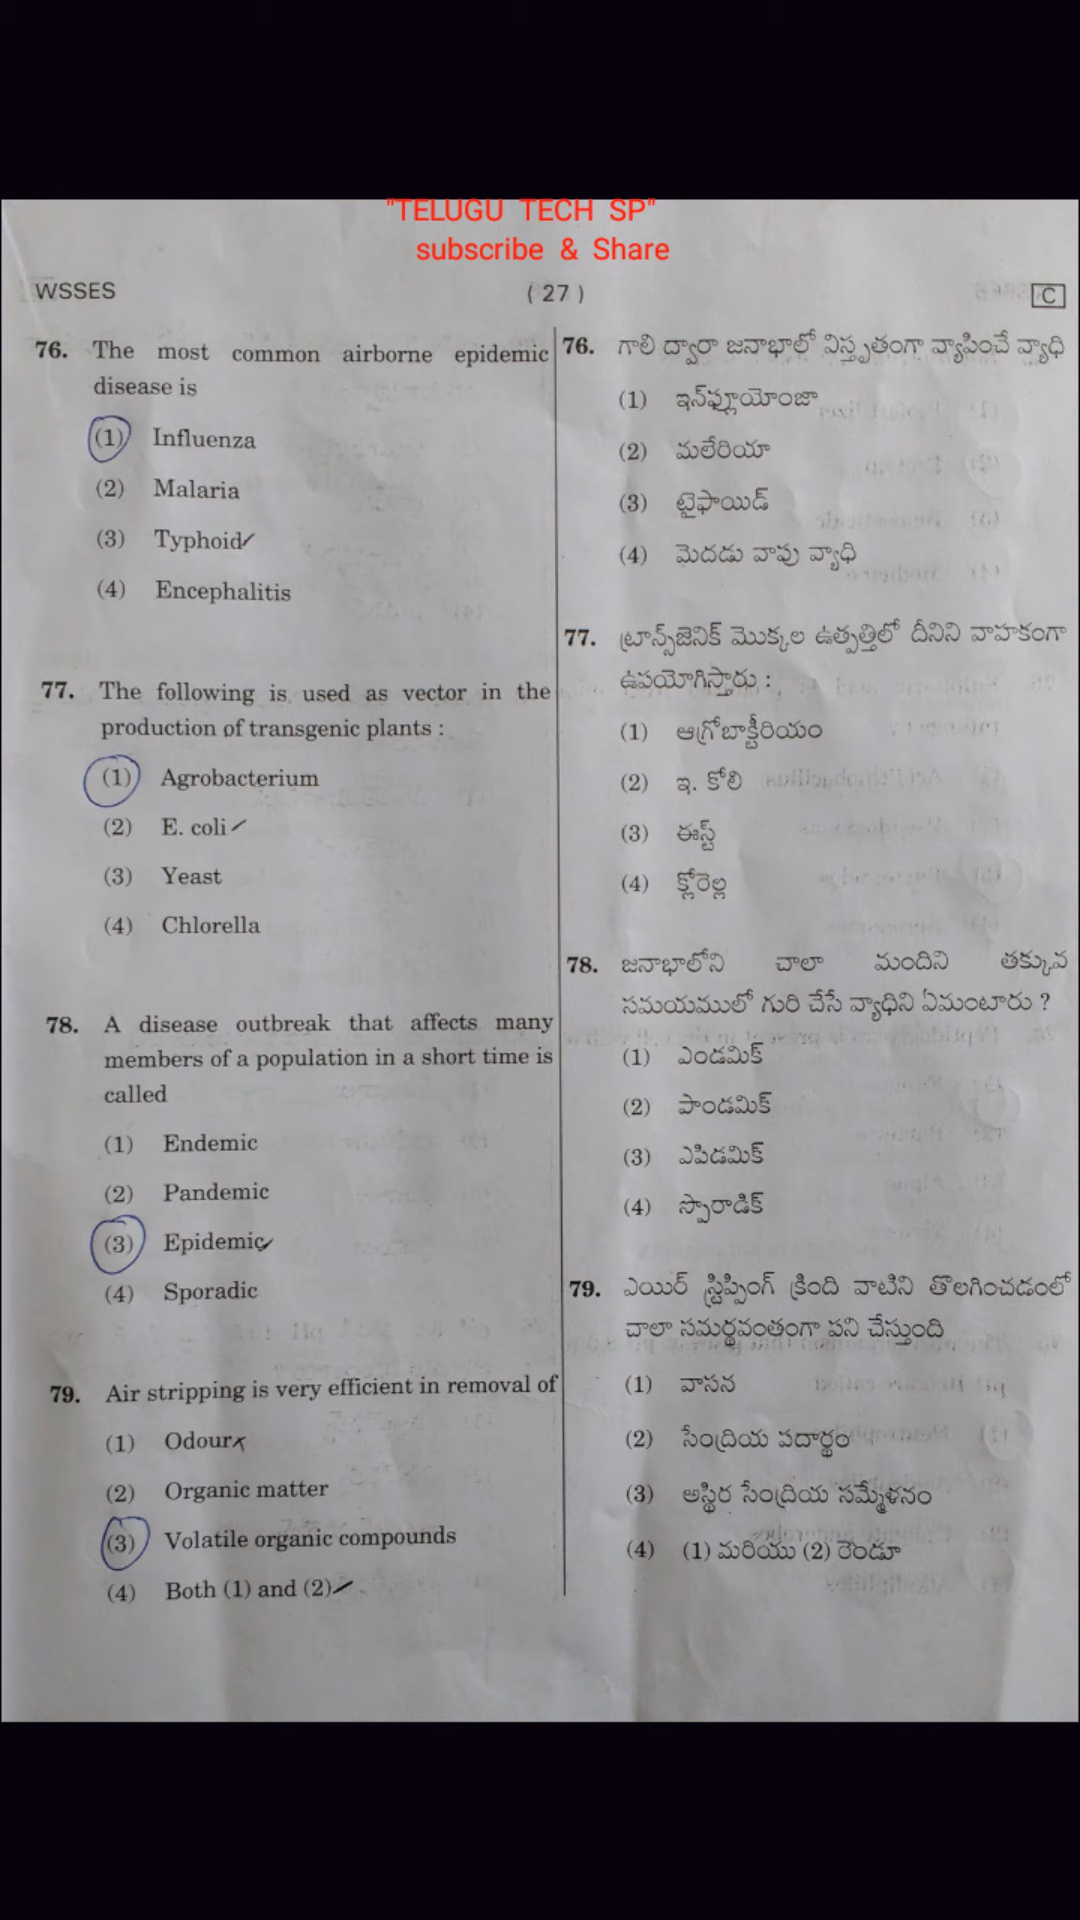 "TELUGU TECH SP"
subscribe & Share
WSSES
( 27 )
C
76. The most common airborne epidemic
disease is
(1) Influenza
(2) Malaria
(3) Typhoid
(4) Encephalitis
77. The following is used as vector in the
production of transgenic plants :
(1) Agrobacterium
(2) E. coli
(3) Yeast
(4) Chlorella
78. A disease outbreak that affects many
members of a population in a short time is
called
(1) Endemic
(2) Pandemic
(3) Epidemic
(4) Sporadic
79. Air stripping is very efficient in removal of
(1) Odour
(2) Organic matter
(3) Volatile organic compounds
(4) Both (1) and (2)
76. గాలి ద్వారా జనాభాలో విస్తృతంగా వ్యాపించే వ్యాధి
(1) ఇన్‌ఫ్లూయోంజా
(2) మలేరియా
(3) టైఫాయిడ్
(4) మెదడు వాపు వ్యాధి
77. ట్రాన్స్‌జెనిక్ మొక్కల ఉత్పత్తిలో దీనిని వాహకంగా
ఉపయోగిస్తారు :
(1) ఆగ్రోబాక్టీరియం
(2) ఇ. కోలి
(3) ఈస్ట్
(4) క్లోరెల్ల
78. జనాభాలోని చాలా మందిని తక్కువ
సమయములో గురి చేసే వ్యాధిని ఏమంటారు ?
(1) ఎండమిక్
(2) పాండమిక్
(3) ఎపిడమిక్
(4) స్పొరాడిక్
79. ఎయిర్ స్ట్రిప్పింగ్ క్రింది వాటిని తొలగించడంలో
చాలా సమర్థవంతంగా పని చేస్తుంది
(1) వాసన
(2) సేంద్రియ పదార్థం
(3) అస్థిర సేంద్రియ సమ్మేళనం
(4) (1) మరియు (2) రెండూ